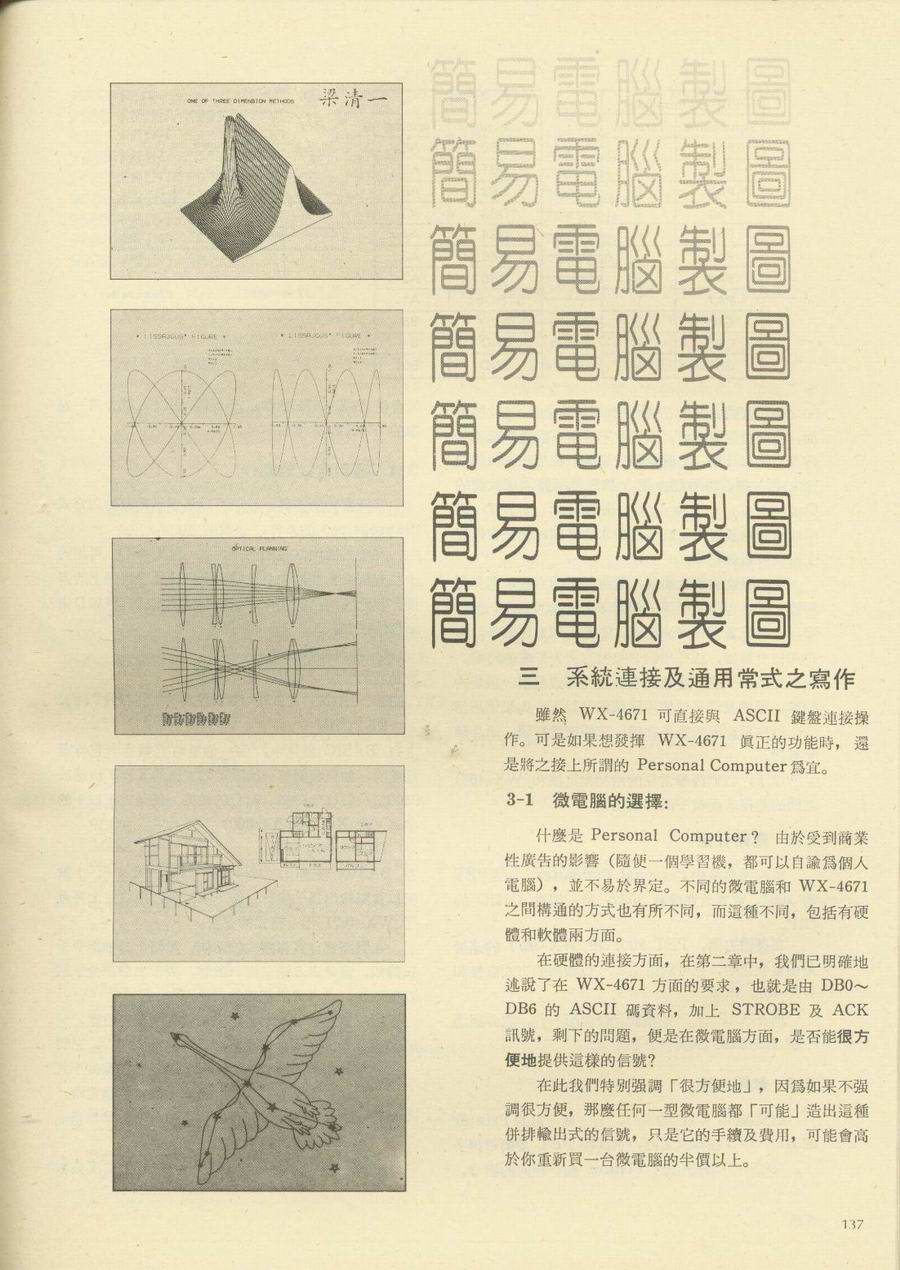 ONE OF THREE DIMENSION METHODS
梁清一
* LISSAJOUS' FIGURE *
* LISSAJOUS' FIGURE *
OPTICAL PLANNING
簡易電腦製圖
簡易電腦製圖
簡易電腦製圖
簡易電腦製圖
簡易電腦製圖
簡易電腦製圖
簡易電腦製圖
三 系統連接及通用常式之寫作
雖然 WX-4671 可直接與 ASCII 鍵盤連接操
作。可是如果想發揮 WX-4671 眞正的功能時，還
是將之接上所謂的 Personal Computer 爲宜。
3-1 微電腦的選擇：
什麼是 Personal Computer？ 由於受到商業
性廣告的影響（隨便一個學習機，都可以自諭爲個人
電腦），並不易於界定。不同的微電腦和 WX-4671
之間構通的方式也有所不同，而這種不同，包括有硬
體和軟體兩方面。
在硬體的連接方面，在第二章中，我們已明確地
述說了在 WX-4671 方面的要求，也就是由 DB0～
DB6 的 ASCII 碼資料，加上 STROBE 及 ACK
訊號，剩下的問題，便是在微電腦方面，是否能很方
便地提供這樣的信號？
在此我們特別强調「很方便地」，因爲如果不强
調很方便，那麼任何一型微電腦都「可能」造出這種
併排輸出式的信號，只是它的手續及費用，可能會高
於你重新買一台微電腦的半價以上。
137